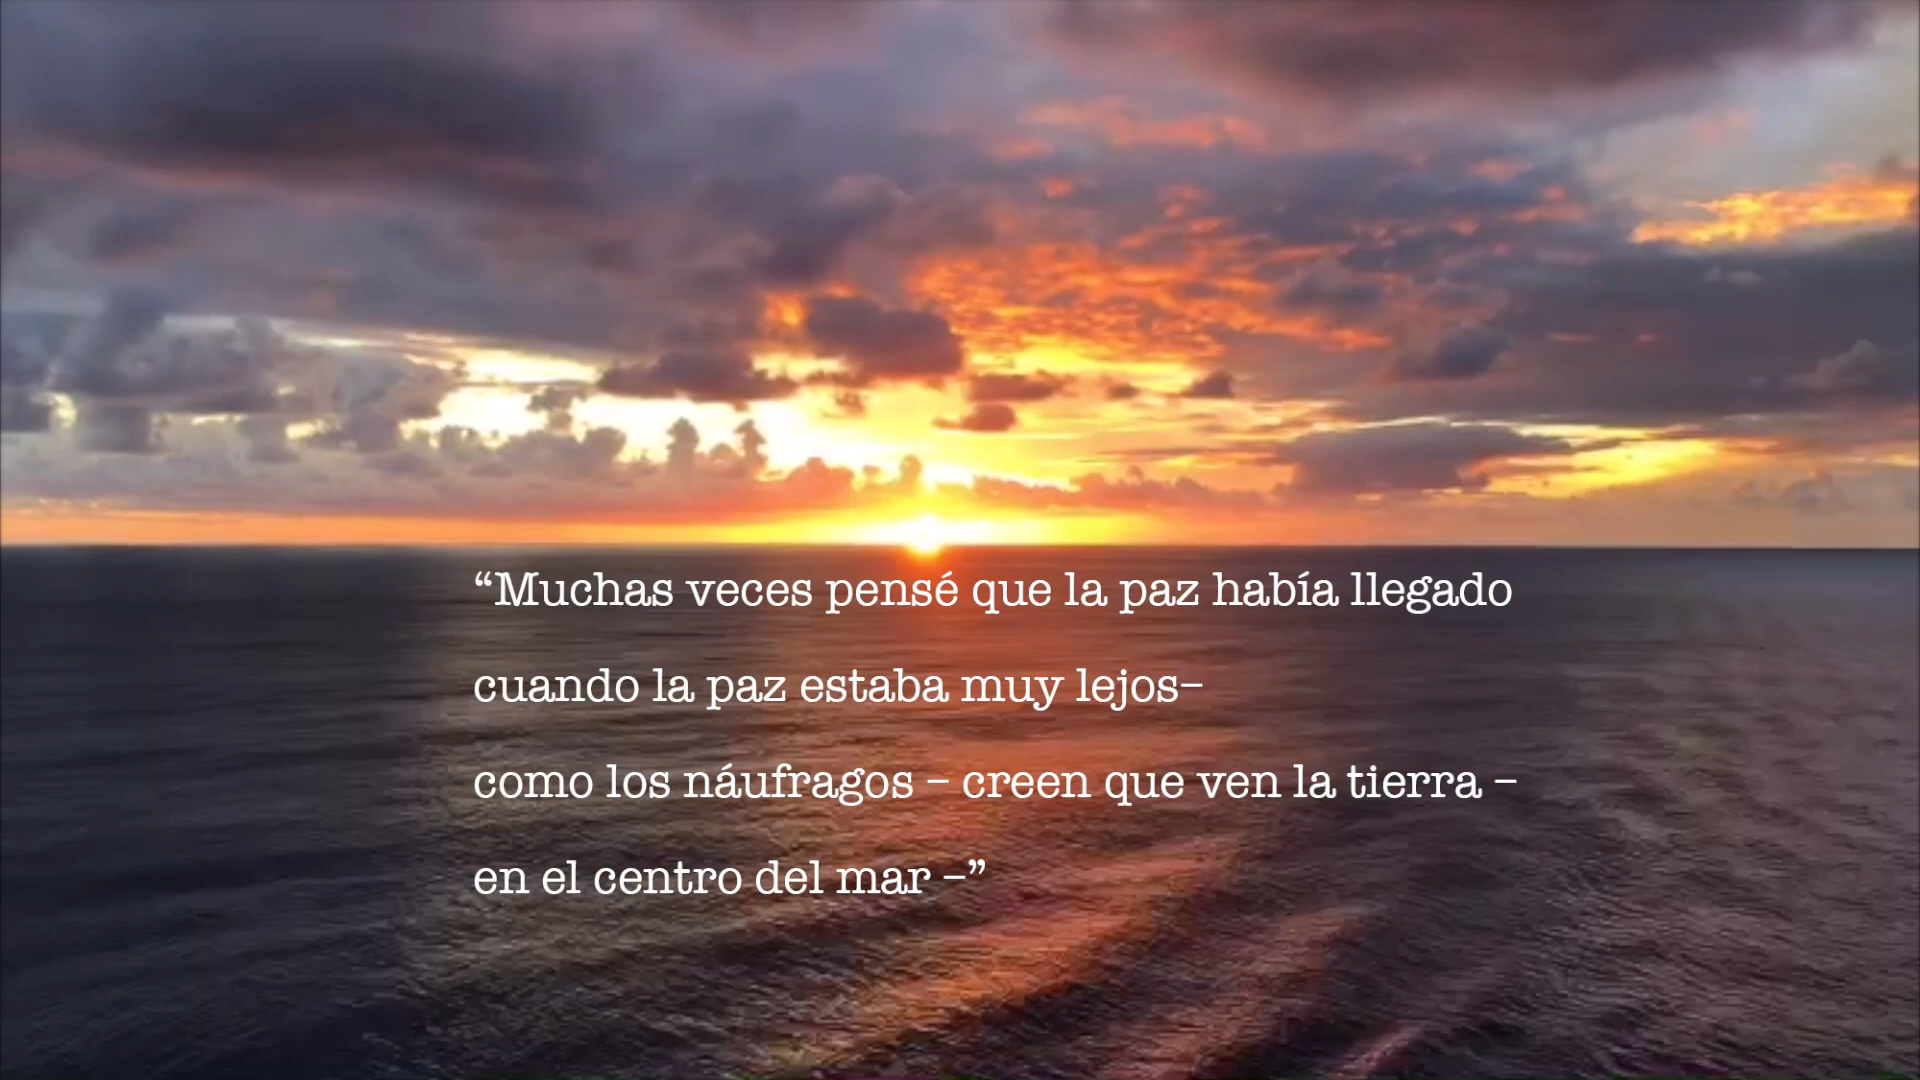 “Muchas veces pensé que la paz había llegado
cuando la paz estaba muy lejos–
como los náufragos – creen que ven la tierra –
en el centro del mar –”